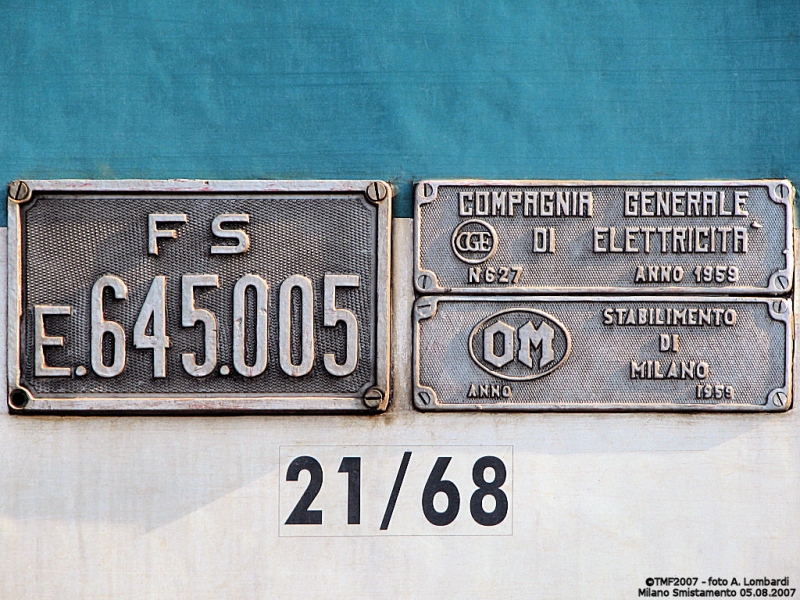 FS
E.645.005
COMPAGNIA GENERALE
CGE DI ELETTRICITA`
N627 ANNO 1959
OM
STABILIMENTO
DI
MILANO
ANNO 1959
21/68
©TMF2007 - foto A. Lombardi
Milano Smistamento 05.08.2007